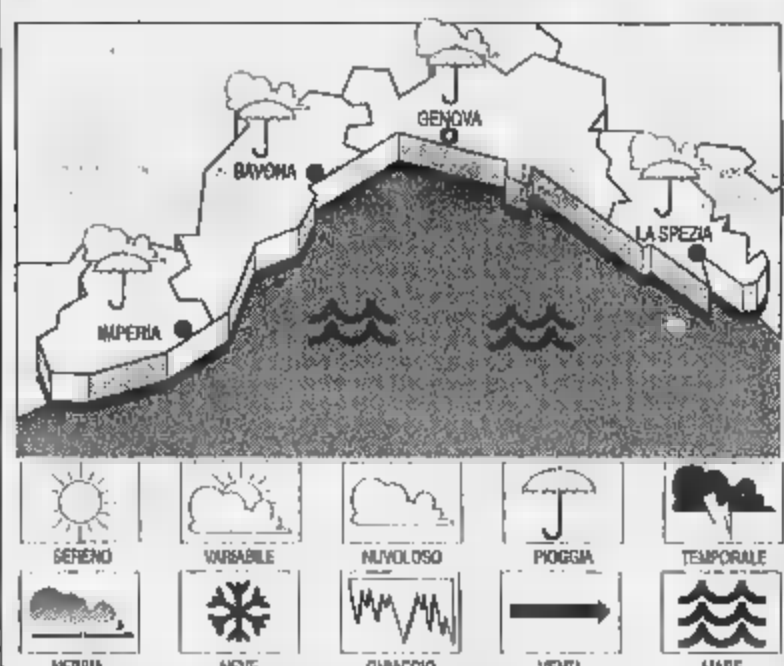 GENOVA
SAVONA
LA SPEZIA
IMPERIA
SERENO VARIABILE NUVOLOSO PIOGGIA TEMPORALE